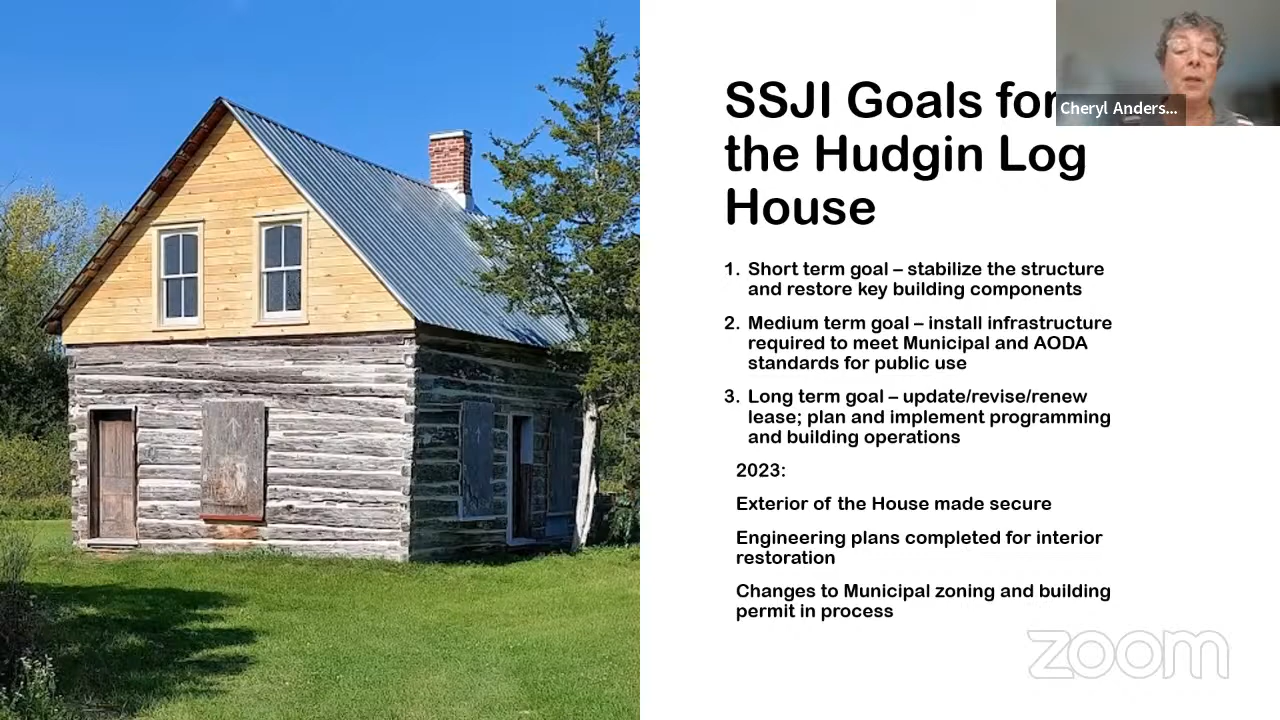 SSJI Goals for
the Hudgin Log
House
Cheryl Anders...
1. Short term goal – stabilize the structure
and restore key building components
2. Medium term goal – install infrastructure
required to meet Municipal and AODA
standards for public use
3. Long term goal – update/revise/renew
lease; plan and implement programming
and building operations
2023:
Exterior of the House made secure
Engineering plans completed for interior
restoration
Changes to Municipal zoning and building
permit in process
zoom